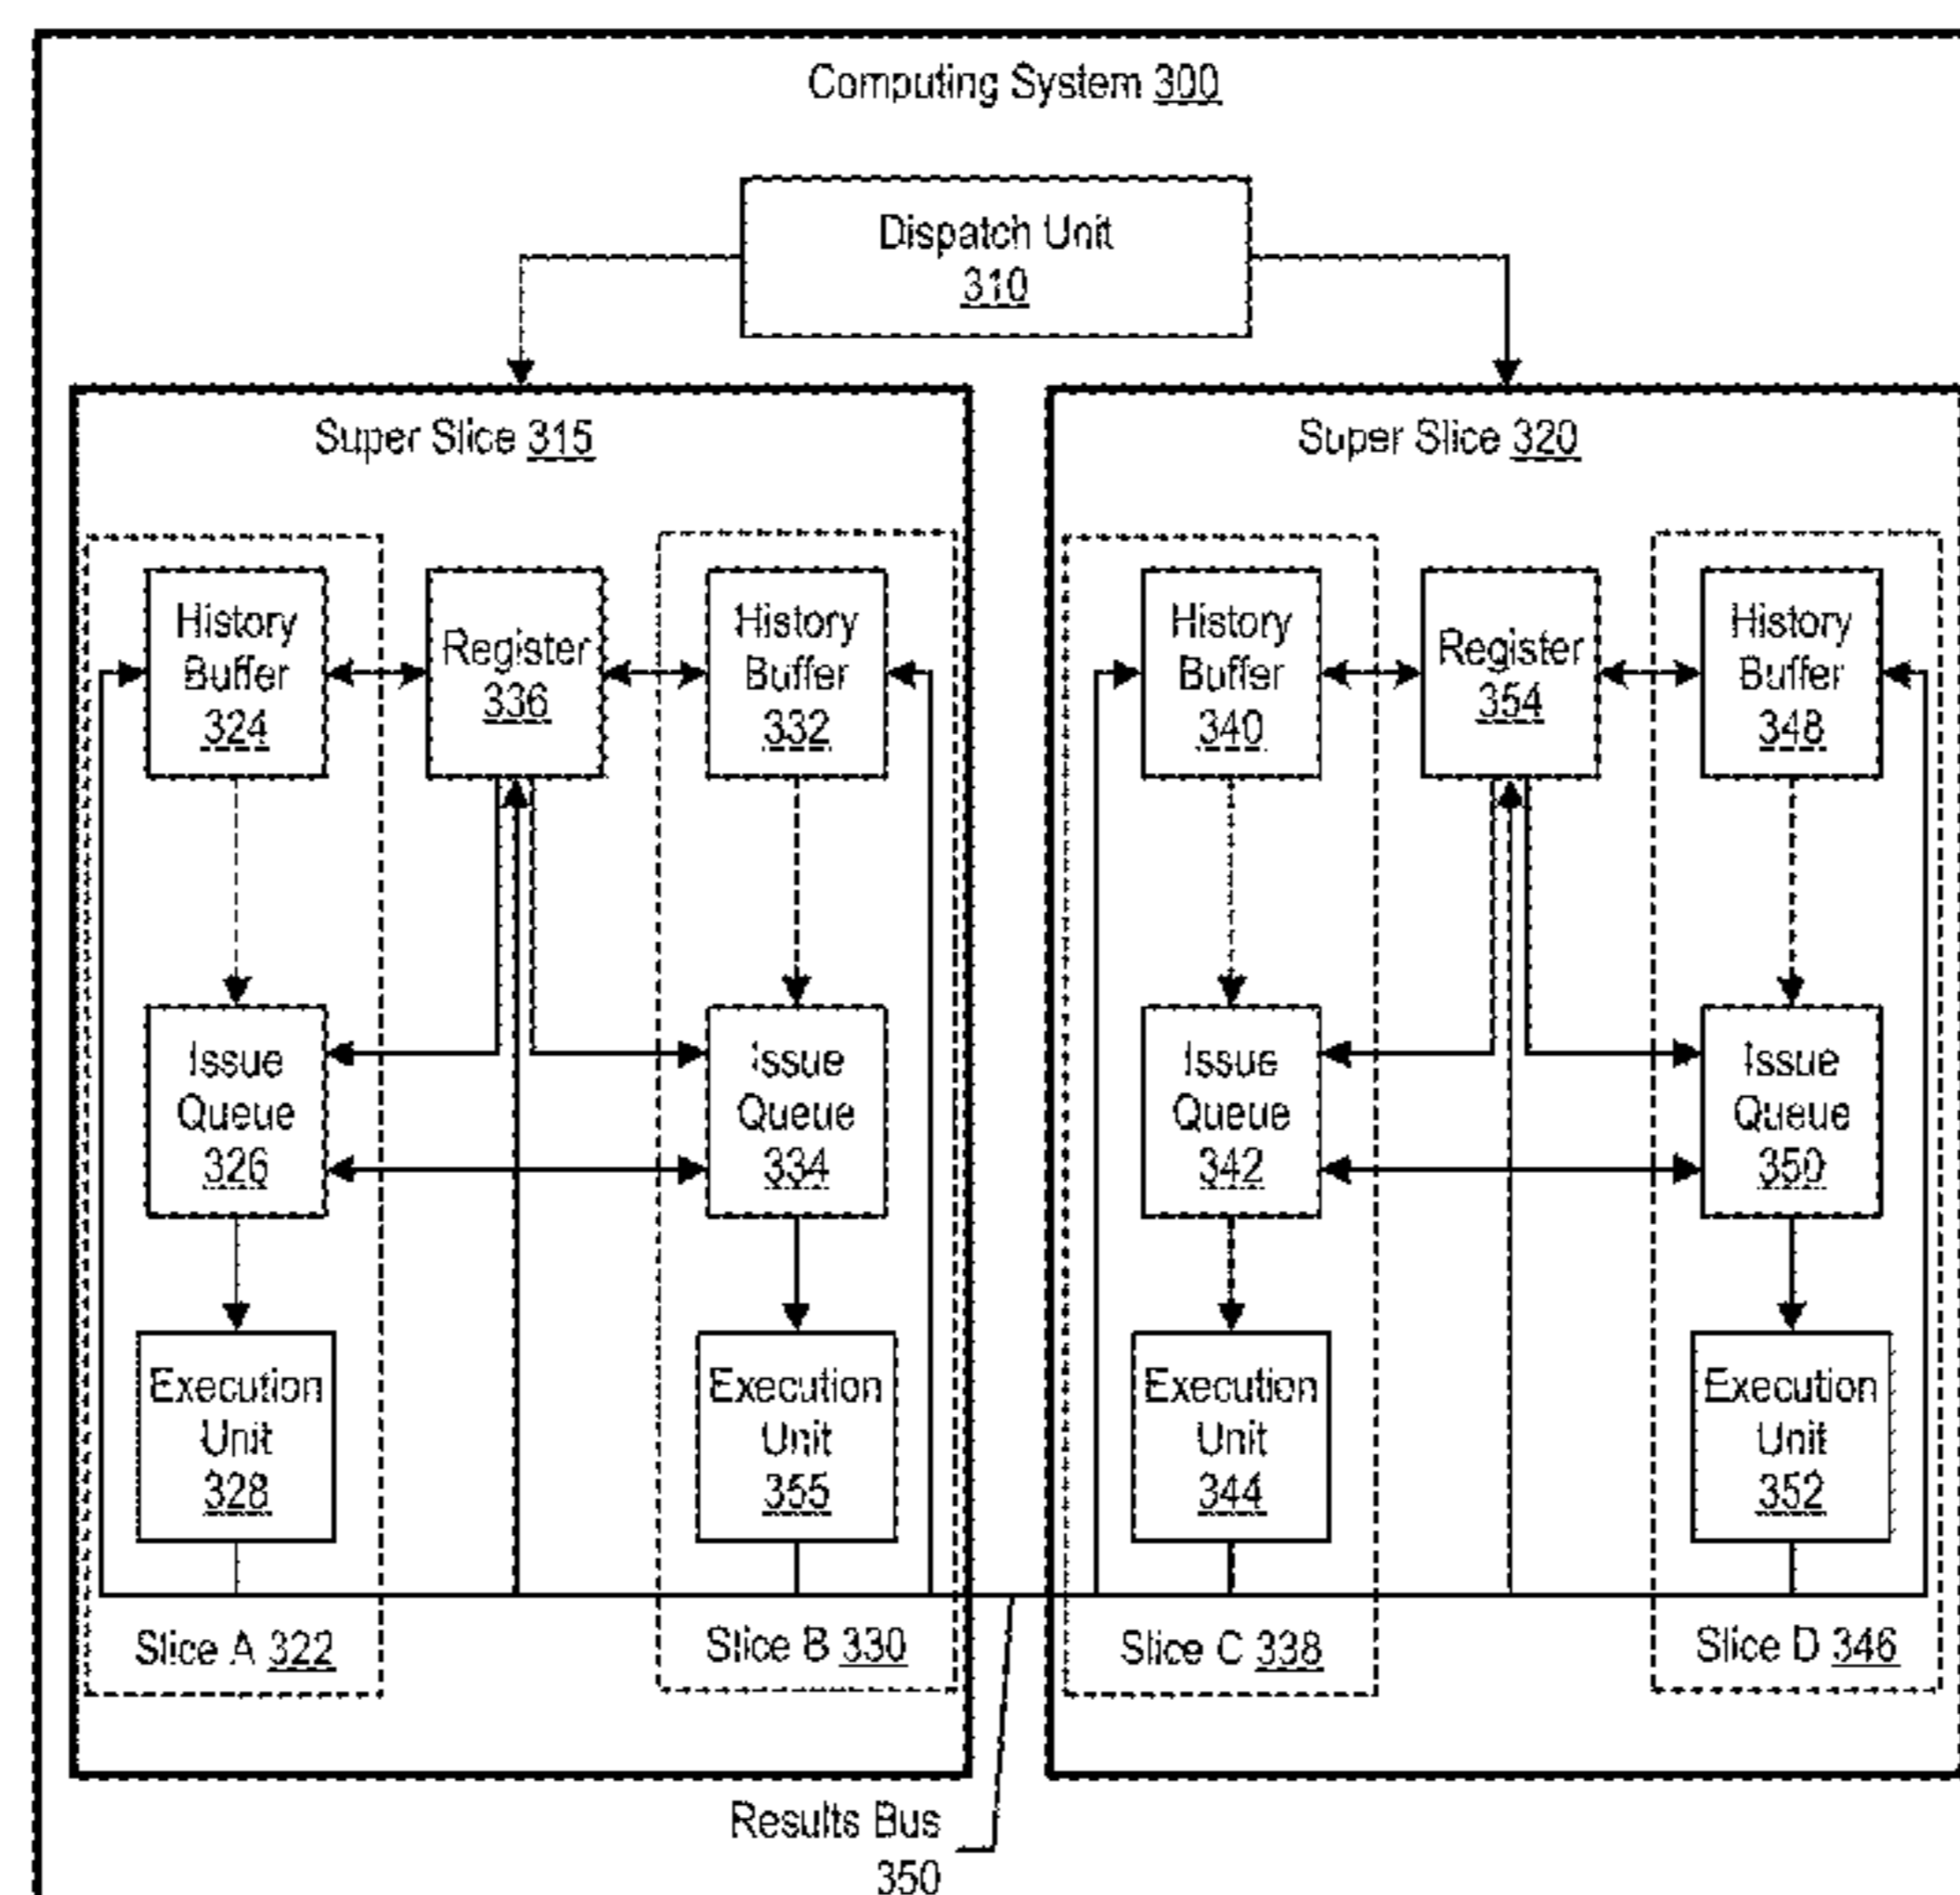 Computing System 300
Dispatch Unit
310
Super Slice 315
Super Slice 320
History
Buffer
324
Register
336
History
Buffer
332
History
Buffer
340
Register
354
History
Buffer
348
Issue
Queue
326
Issue
Queue
334
Issue
Queue
342
Issue
Queue
350
Execution
Unit
328
Execution
Unit
355
Execution
Unit
344
Execution
Unit
352
Slice A 322
Slice B 330
Slice C 338
Slice D 346
Results Bus
350